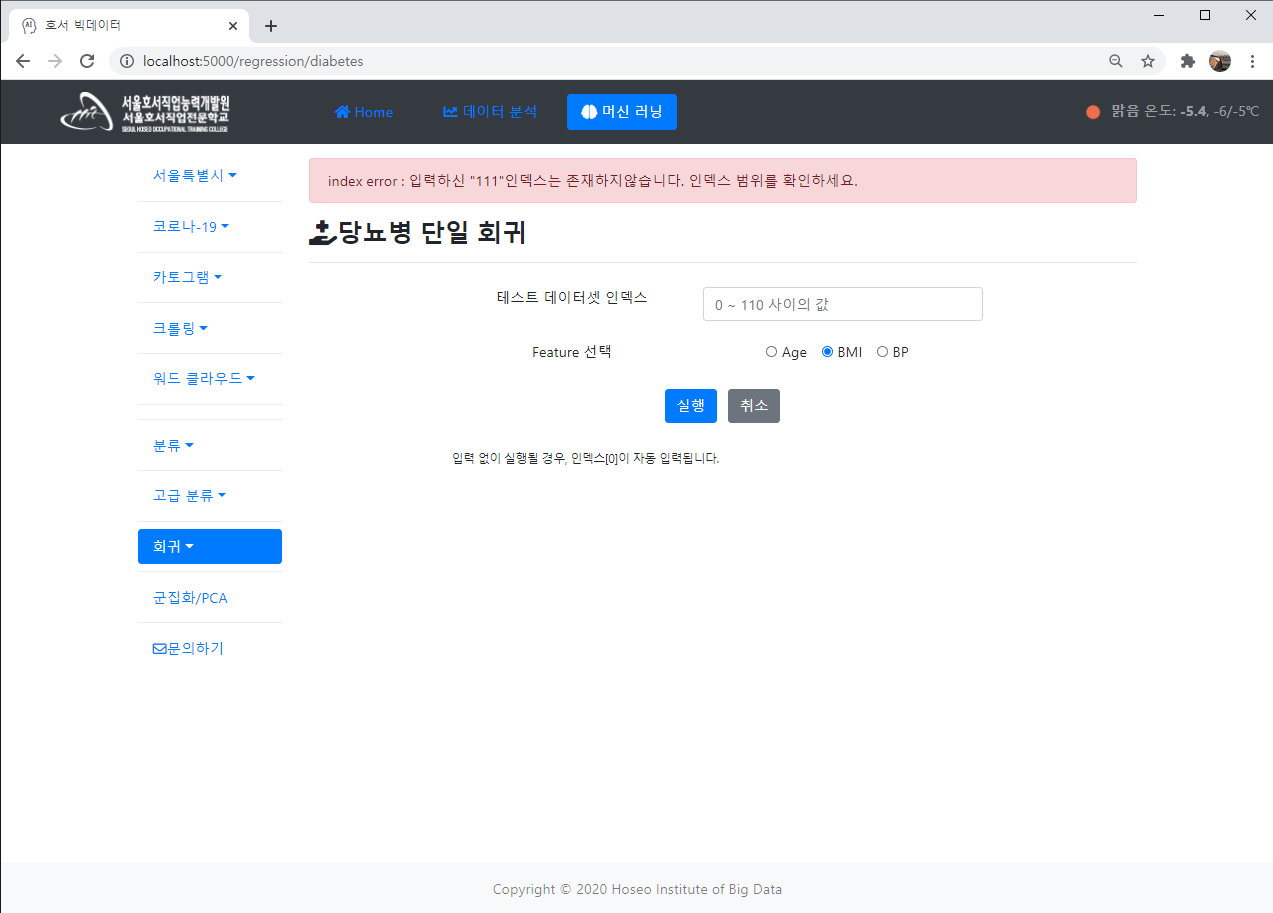 호서 빅데이터
localhost:5000/regression/diabetes
서울호서직업능력개발원
서울호서직업전문학교
SEOUL HOSEO OCCUPATIONAL TRAINING COLLEGE
Home
데이터 분석
머신 러닝
맑음 온도: -5.4, -6/-5℃
서울특별시
코로나-19
카토그램
크롤링
워드 클라우드
분류
고급 분류
회귀
군집화/PCA
문의하기
index error : 입력하신 "111"인덱스는 존재하지않습니다. 인덱스 범위를 확인하세요.
당뇨병 단일 회귀
테스트 데이터셋 인덱스
0 ~ 110 사이의 값
Feature 선택
Age BMI BP
실행 취소
입력 없이 실행될 경우, 인덱스[0]이 자동 입력됩니다.
Copyright © 2020 Hoseo Institute of Big Data